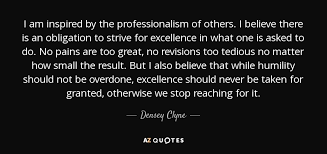 I am inspired by the professionalism of others. I believe there
is an obligation to strive for excellence in what one is asked to
do. No pains are too great, no revisions too tedious no matter
how small the result. But I also believe that while humility
should not be overdone, excellence should never be taken for
granted, otherwise we stop reaching for it.
— Densey Clyne —
AZ QUOTES